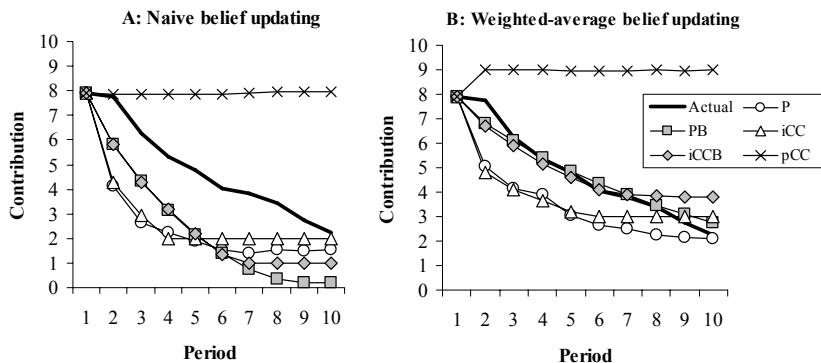 A: Naive belief updating
10
9
8
7
6
5
4
3
2
1
0
Contribution
1 2 3 4 5 6 7 8 9 10
Period
B: Weighted-average belief updating
10
9
8
7
6
5
4
3
2
1
0
Contribution
Actual P
PB iCC
iCCB pCC
1 2 3 4 5 6 7 8 9 10
Period